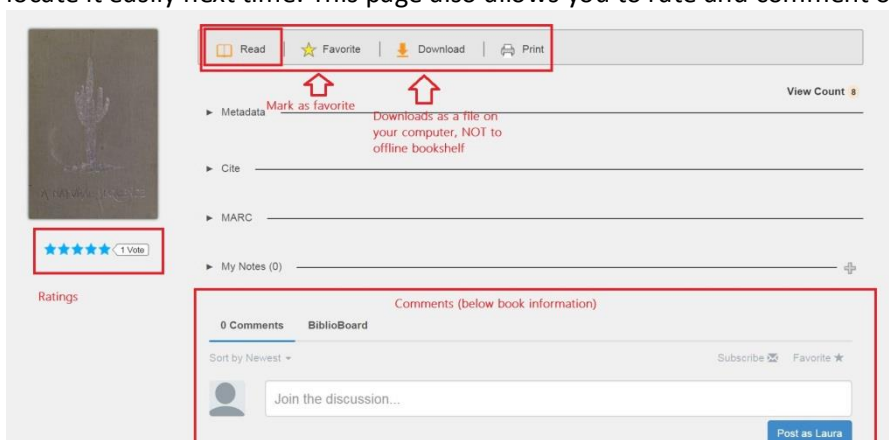 locate it easily next time. This page also allows you to rate and comment o
Read Favorite Download Print
View Count 8
Mark as favorite
Metadata
Downloads as a file on
your computer, NOT to
offline bookshelf
Cite
MARC
1 Vote
My Notes (0)
Ratings
Comments (below book information)
0 Comments BiblioBoard
Sort by Newest Subscribe Favorite
Join the discussion...
Post as Laura